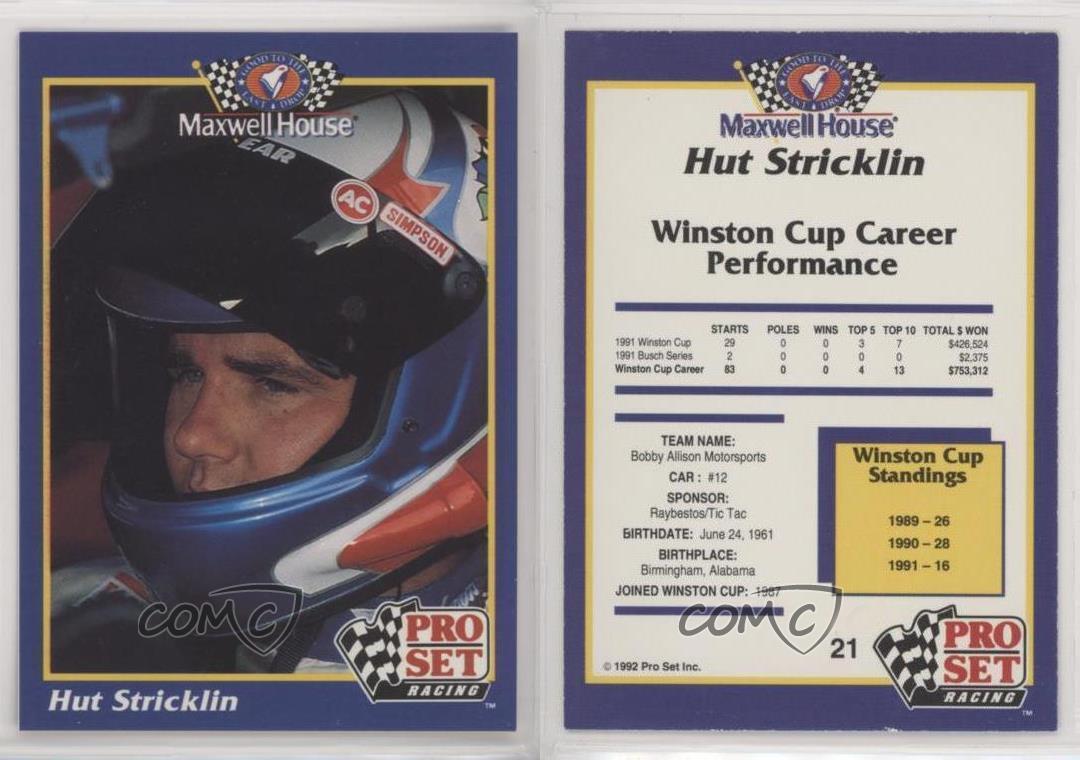 GOOD TO THE
LAST DROP
Maxwell House®
EAR
AC
SIMPSON
COMC
PRO
SET
RACING
™
Hut Stricklin
GOOD TO THE
LAST DROP
Maxwell House®
Hut Stricklin
Winston Cup Career
Performance
STARTS POLES WINS TOP 5 TOP 10 TOTAL $ WON
1991 Winston Cup 29 0 0 3 7 $426,524
1991 Busch Series 2 0 0 0 0 $2,375
Winston Cup Career 83 0 0 4 13 $753,312
TEAM NAME:
Bobby Allison Motorsports
CAR : #12
SPONSOR:
Raybestos/Tic Tac
BIRTHDATE: June 24, 1961
BIRTHPLACE:
Birmingham, Alabama
JOINED WINSTON CUP: 1987
Winston Cup
Standings
1989 – 26
1990 – 28
1991 – 16
COMC
21
© 1992 Pro Set Inc.
PRO
SET
RACING
™